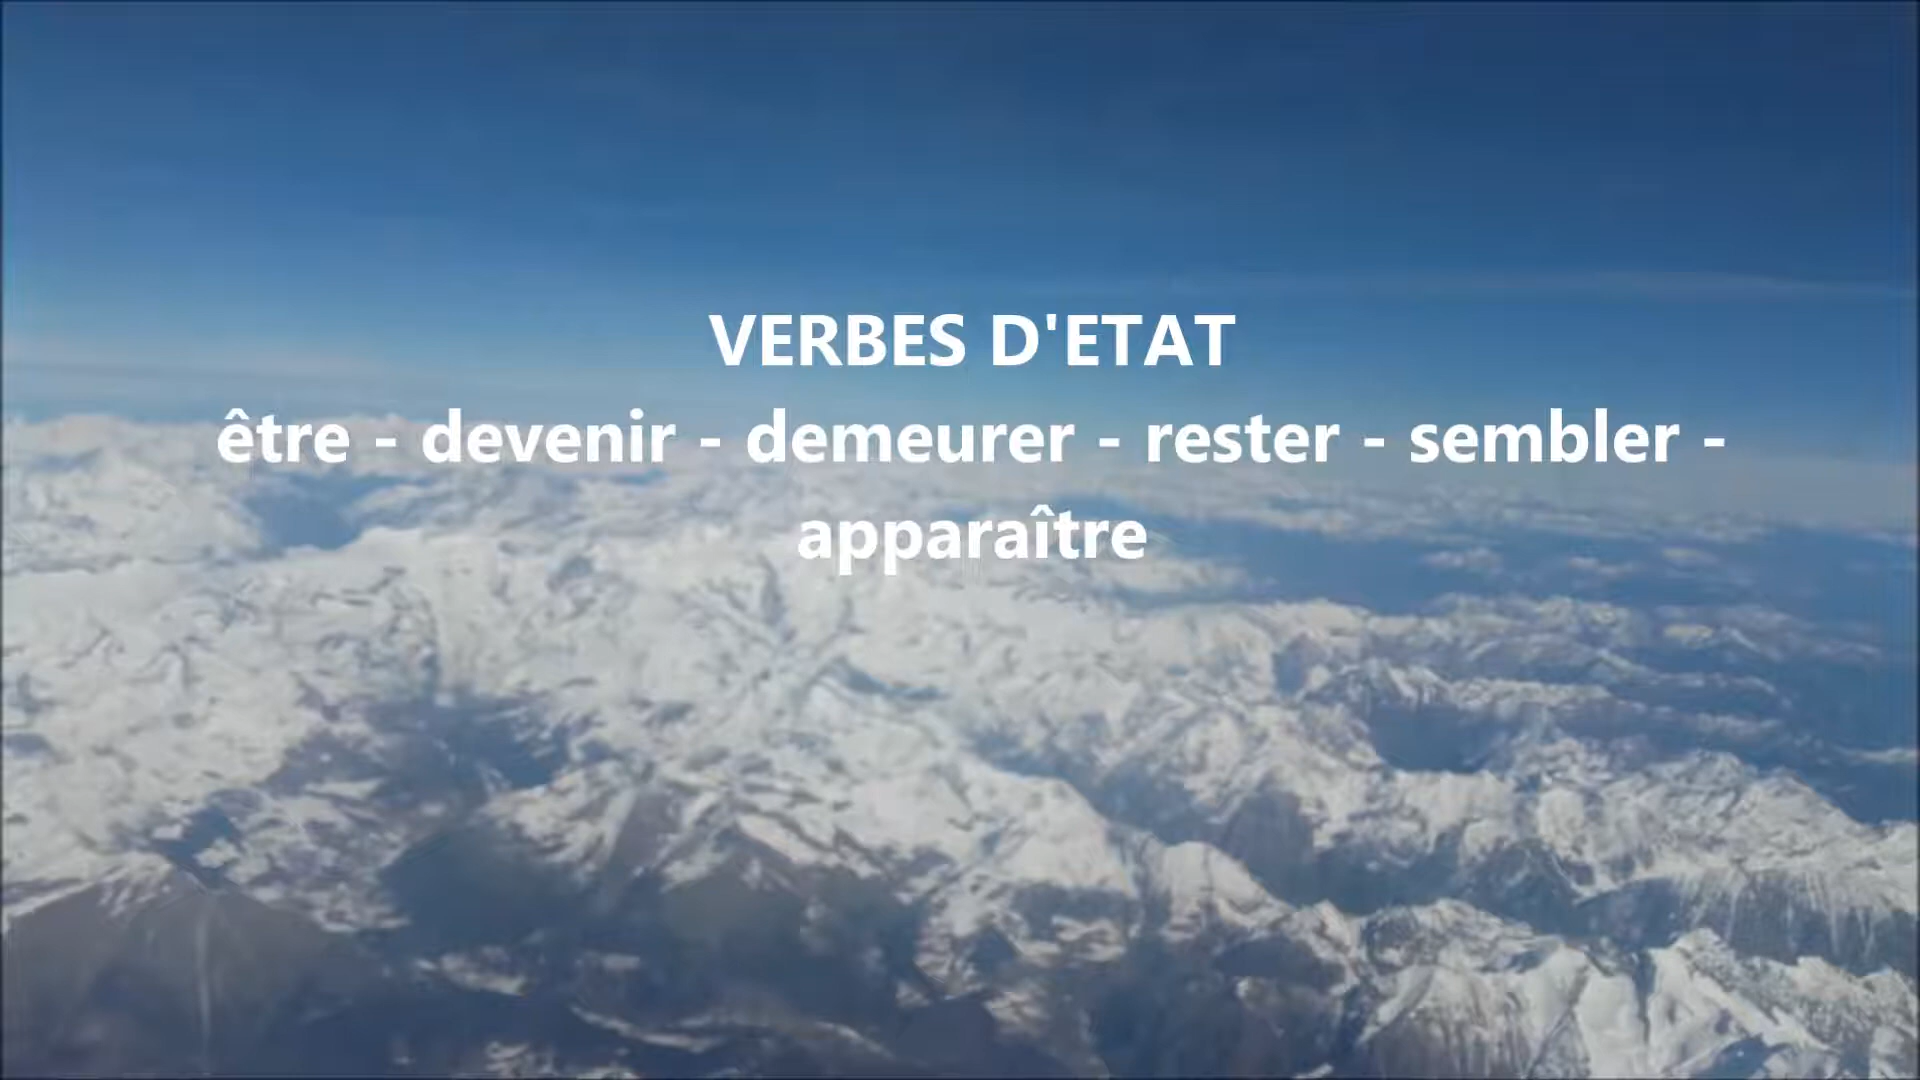 VERBES D'ETAT
être - devenir - demeurer - rester - sembler -
apparaître